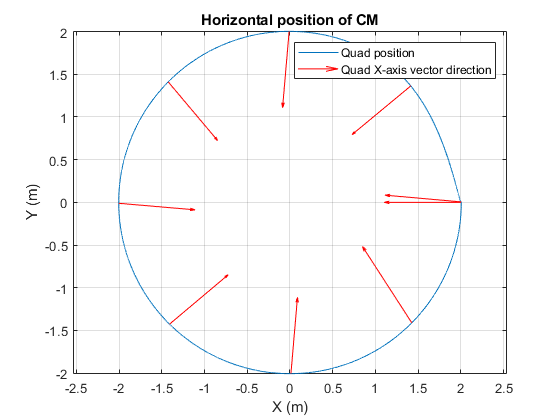 Horizontal position of CM
Quad position
Quad X-axis vector direction
Y (m)
2
1.5
1
0.5
0
-0.5
-1
-1.5
-2
-2.5 -2 -1.5 -1 -0.5 0 0.5 1 1.5 2 2.5
X (m)